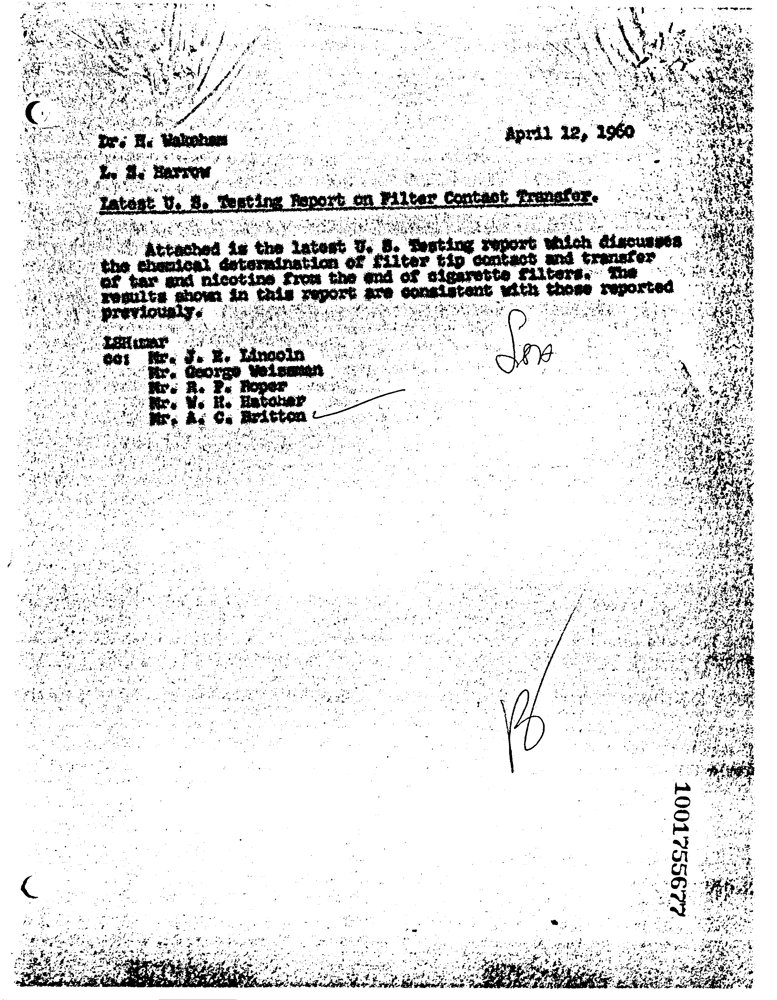 April 12, 1960
Dr. H. Wakeham
L. S. Harrow
Latest U. S. Testing Report on Filter Contact Transfer.
Attached is the latest U. S. Testing report which discusses
the chemical determination of filter tip contact and transfer
of tar and nicotine from the end of cigarette filters. The
results shown in this report are consistent with those reported
previously.
cc: Mr. J. E. Lincoln
Mr. George Weissman
Mr. R. P. Roper
Mr. W. H. Hatcher
Mr. A. C. Britton
1001755677